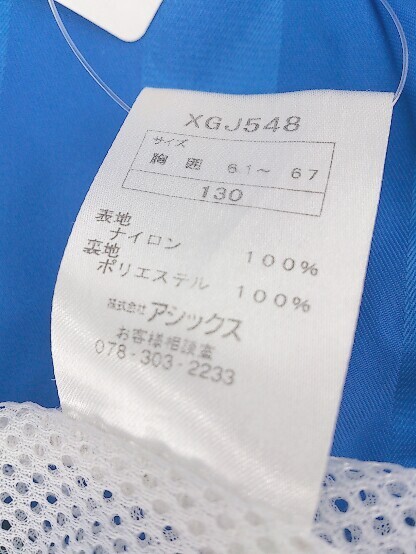 XGJ548
サイズ
胸 囲 61〜 67
130
表地
ナイロン 100%
裏地
ポリエステル 100%
株式会社 アシックス
お客様相談室
078-303-2233